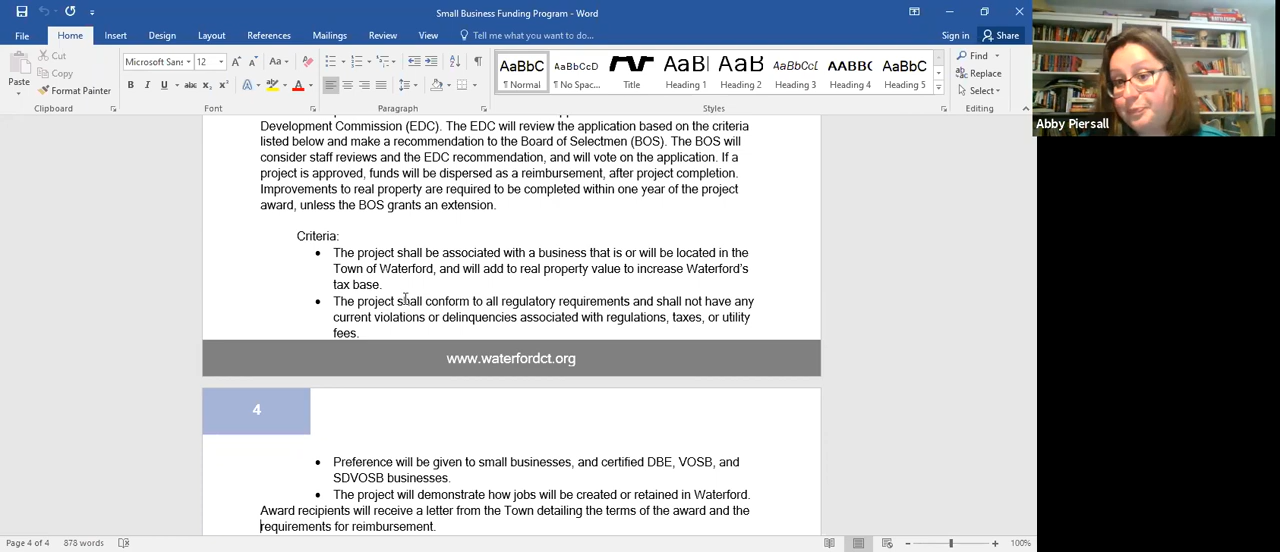 Small Business Funding Program - Word
File Home Insert Design Layout References Mailings Review View Tell me what you want to do... Sign in Share
Paste
Cut
Copy
Format Painter
Clipboard
Microsoft San: 12
B I U abc X₂ X²
Font
Paragraph
AaBbC AaBbCcD AaBl AaBb AaBbCcL AABBC AaBbC
¶ Normal ¶ No Spac... Title Heading 1 Heading 2 Heading 3 Heading 4 Heading 5
Styles
Find
Replace
Select
Editing
Abby Piersall
Development Commission (EDC). The EDC will review the application based on the criteria
listed below and make a recommendation to the Board of Selectmen (BOS). The BOS will
consider staff reviews and the EDC recommendation, and will vote on the application. If a
project is approved, funds will be dispersed as a reimbursement, after project completion.
Improvements to real property are required to be completed within one year of the project
award, unless the BOS grants an extension.
Criteria:
• The project shall be associated with a business that is or will be located in the
Town of Waterford, and will add to real property value to increase Waterford's
tax base.
• The project shall conform to all regulatory requirements and shall not have any
current violations or delinquencies associated with regulations, taxes, or utility
fees.
www.waterfordct.org
4
• Preference will be given to small businesses, and certified DBE, VOSB, and
SDVOSB businesses.
• The project will demonstrate how jobs will be created or retained in Waterford.
Award recipients will receive a letter from the Town detailing the terms of the award and the
requirements for reimbursement.
Page 4 of 4 878 words 100%